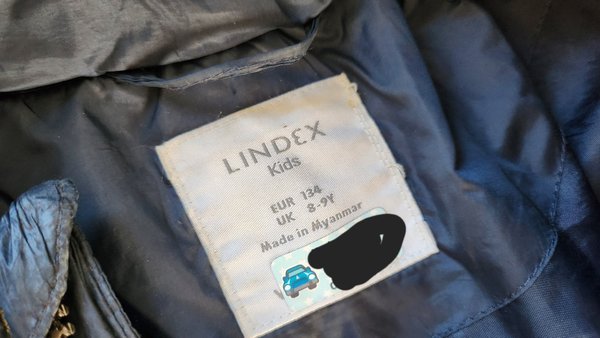 LINDEX
Kids
EUR 134
UK 8-9Y
Made in Myanmar